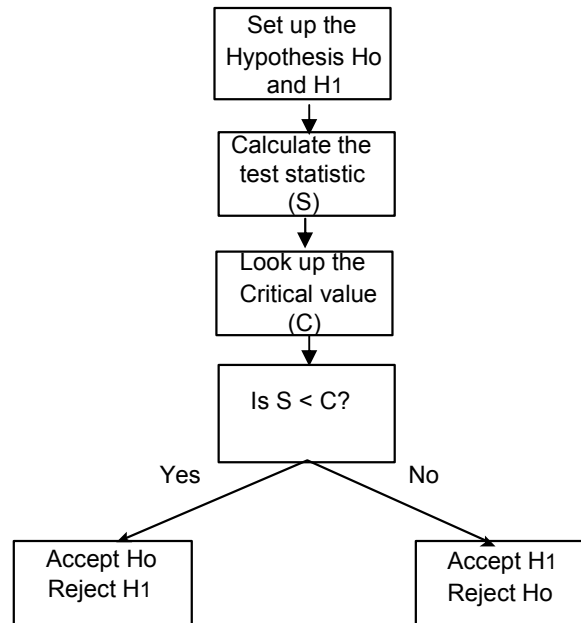 Set up the
Hypothesis Ho
and H1
Calculate the
test statistic
(S)
Look up the
Critical value
(C)
Is S < C?
Yes
No
Accept Ho
Reject H1
Accept H1
Reject Ho